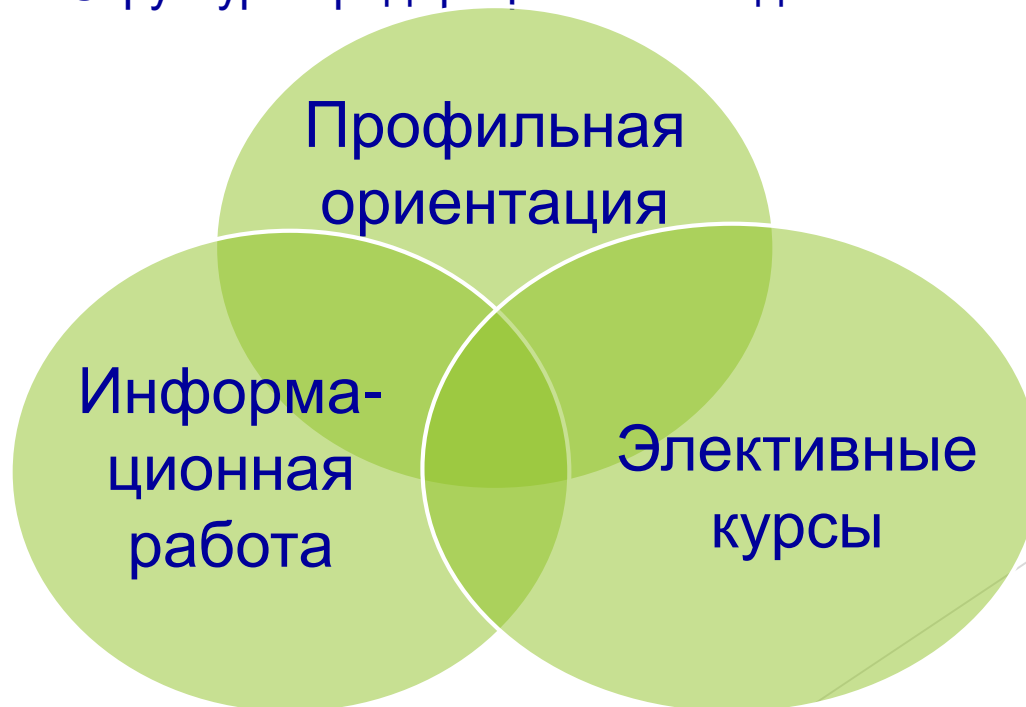 Профильная
ориентация
Информа-
ционная
работа
Элективные
курсы